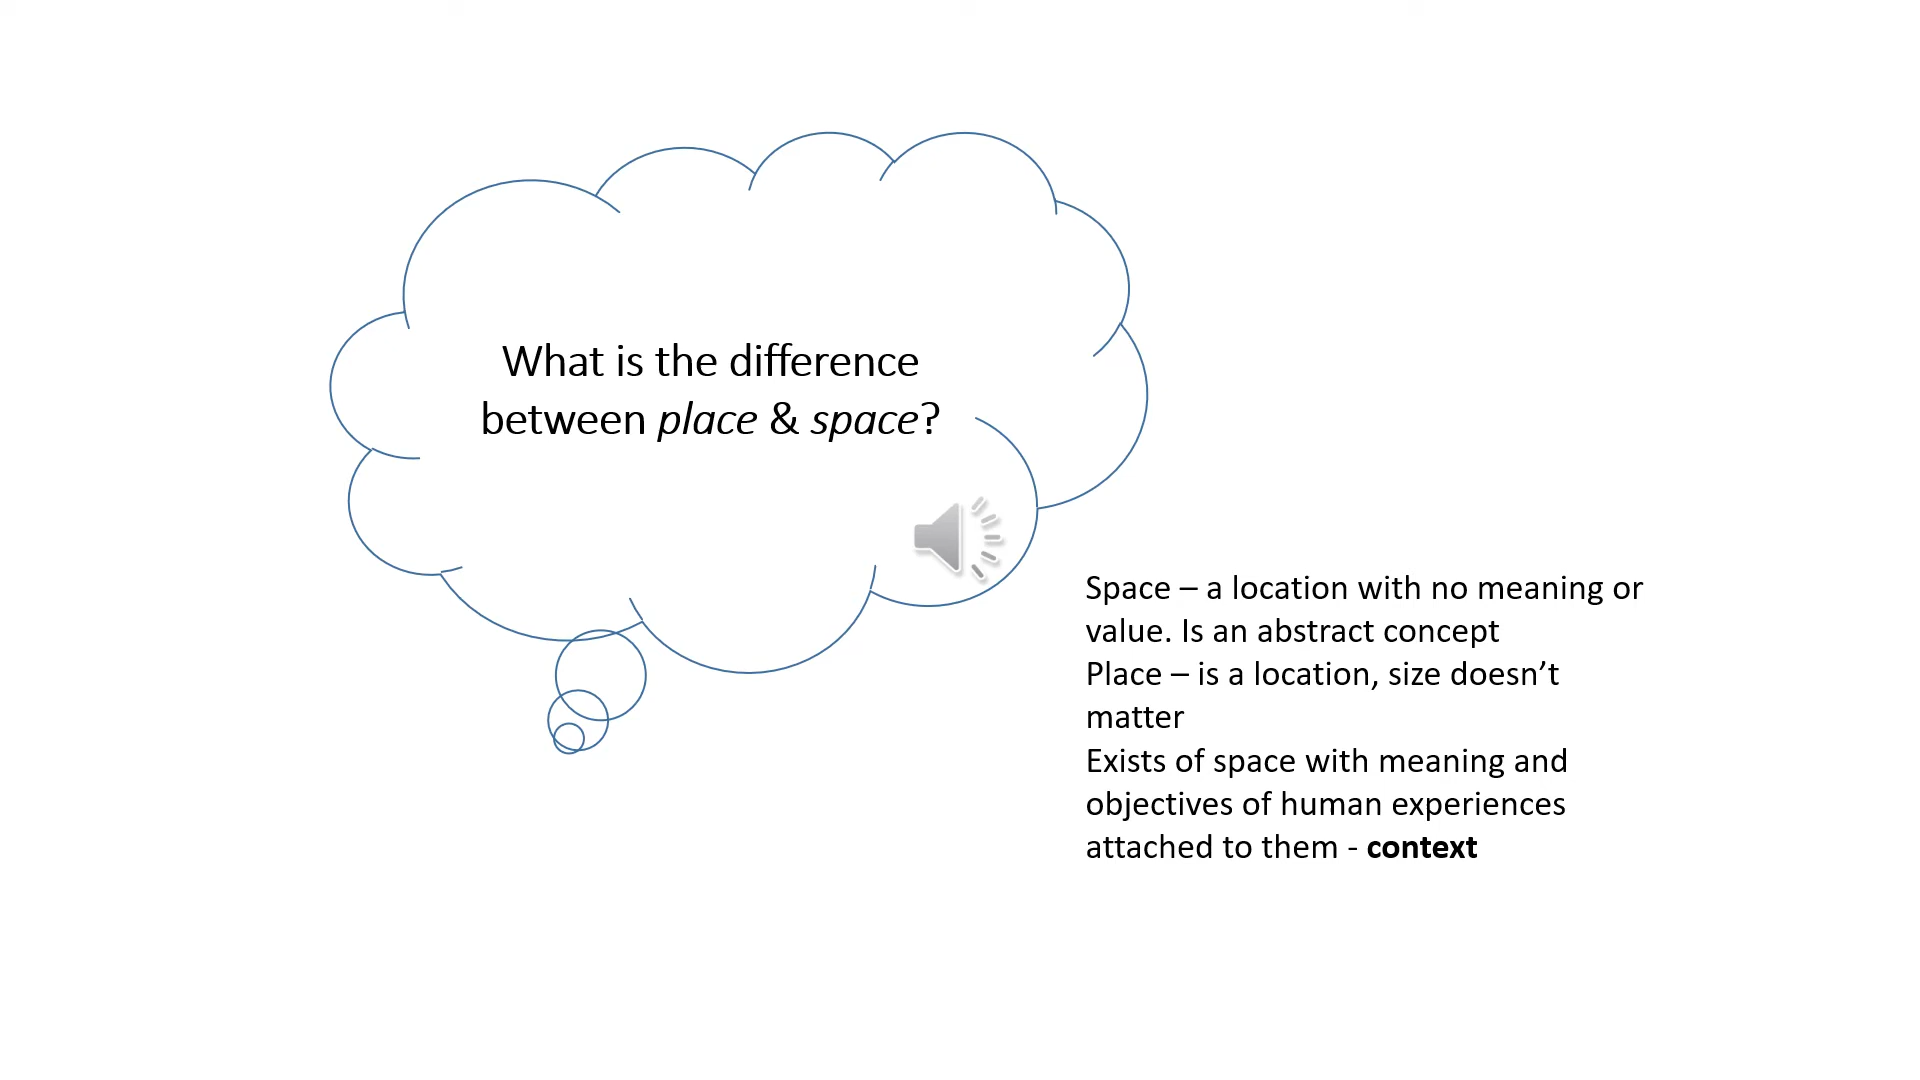 What is the difference
between place & space?
Space – a location with no meaning or
value. Is an abstract concept
Place – is a location, size doesn’t
matter
Exists of space with meaning and
objectives of human experiences
attached to them - context